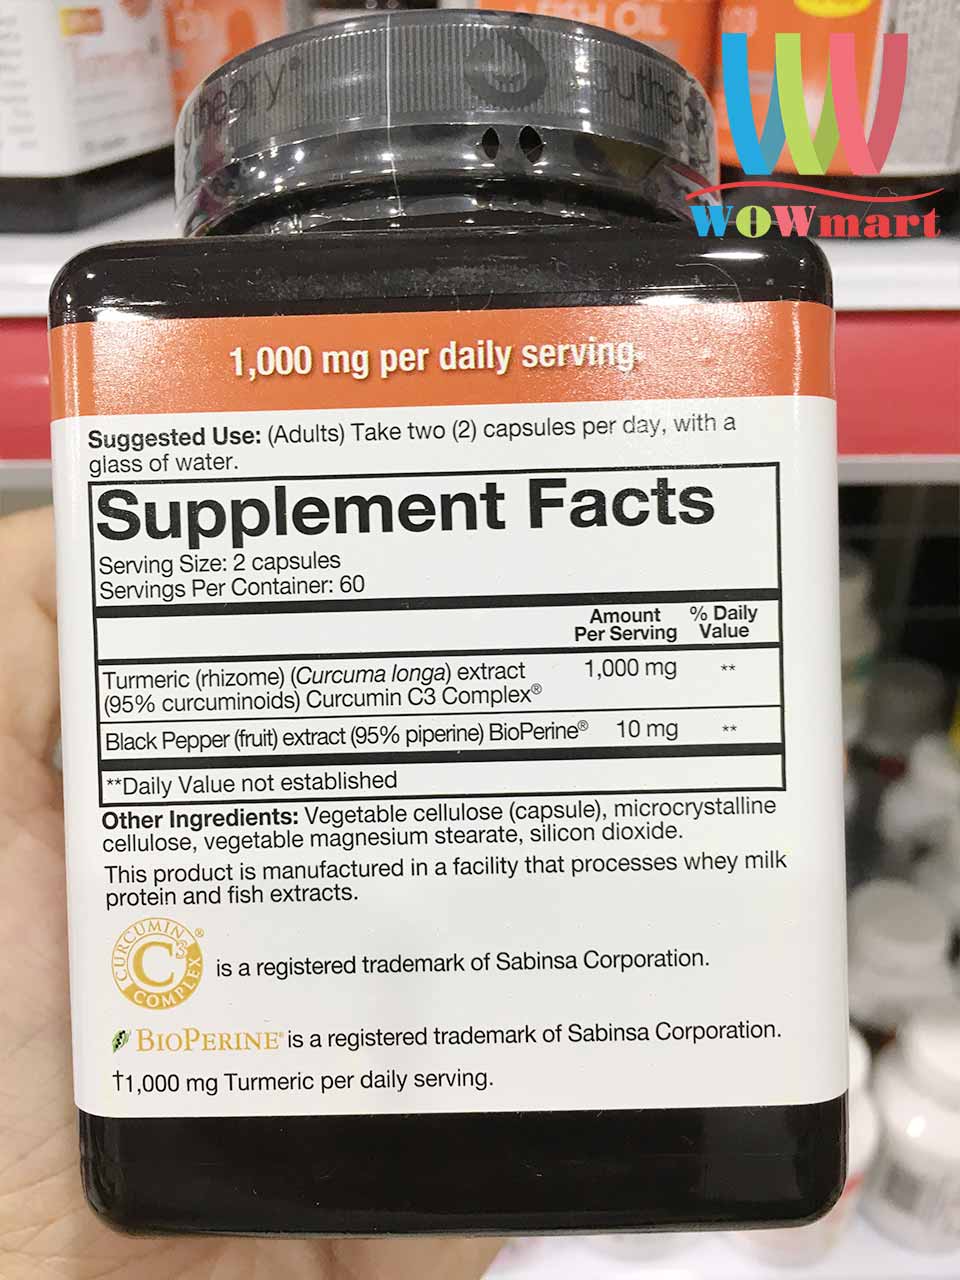 FISH OIL
D3
utheory®
youtheor
WOWmart
1,000 mg per daily serving
Suggested Use: (Adults) Take two (2) capsules per day, with a
glass of water.
Supplement Facts
Serving Size: 2 capsules
Servings Per Container: 60
Amount
Per Serving
% Daily
Value
Turmeric (rhizome) (Curcuma longa) extract
(95% curcuminoids) Curcumin C3 Complex®
1,000 mg
**
Black Pepper (fruit) extract (95% piperine) BioPerine®
10 mg
**
**Daily Value not established
Other Ingredients: Vegetable cellulose (capsule), microcrystalline
cellulose, vegetable magnesium stearate, silicon dioxide.
This product is manufactured in a facility that processes whey milk
protein and fish extracts.
CURCUMIN C3 COMPLEX® is a registered trademark of Sabinsa Corporation.
BIOPERINE® is a registered trademark of Sabinsa Corporation.
†1,000 mg Turmeric per daily serving.